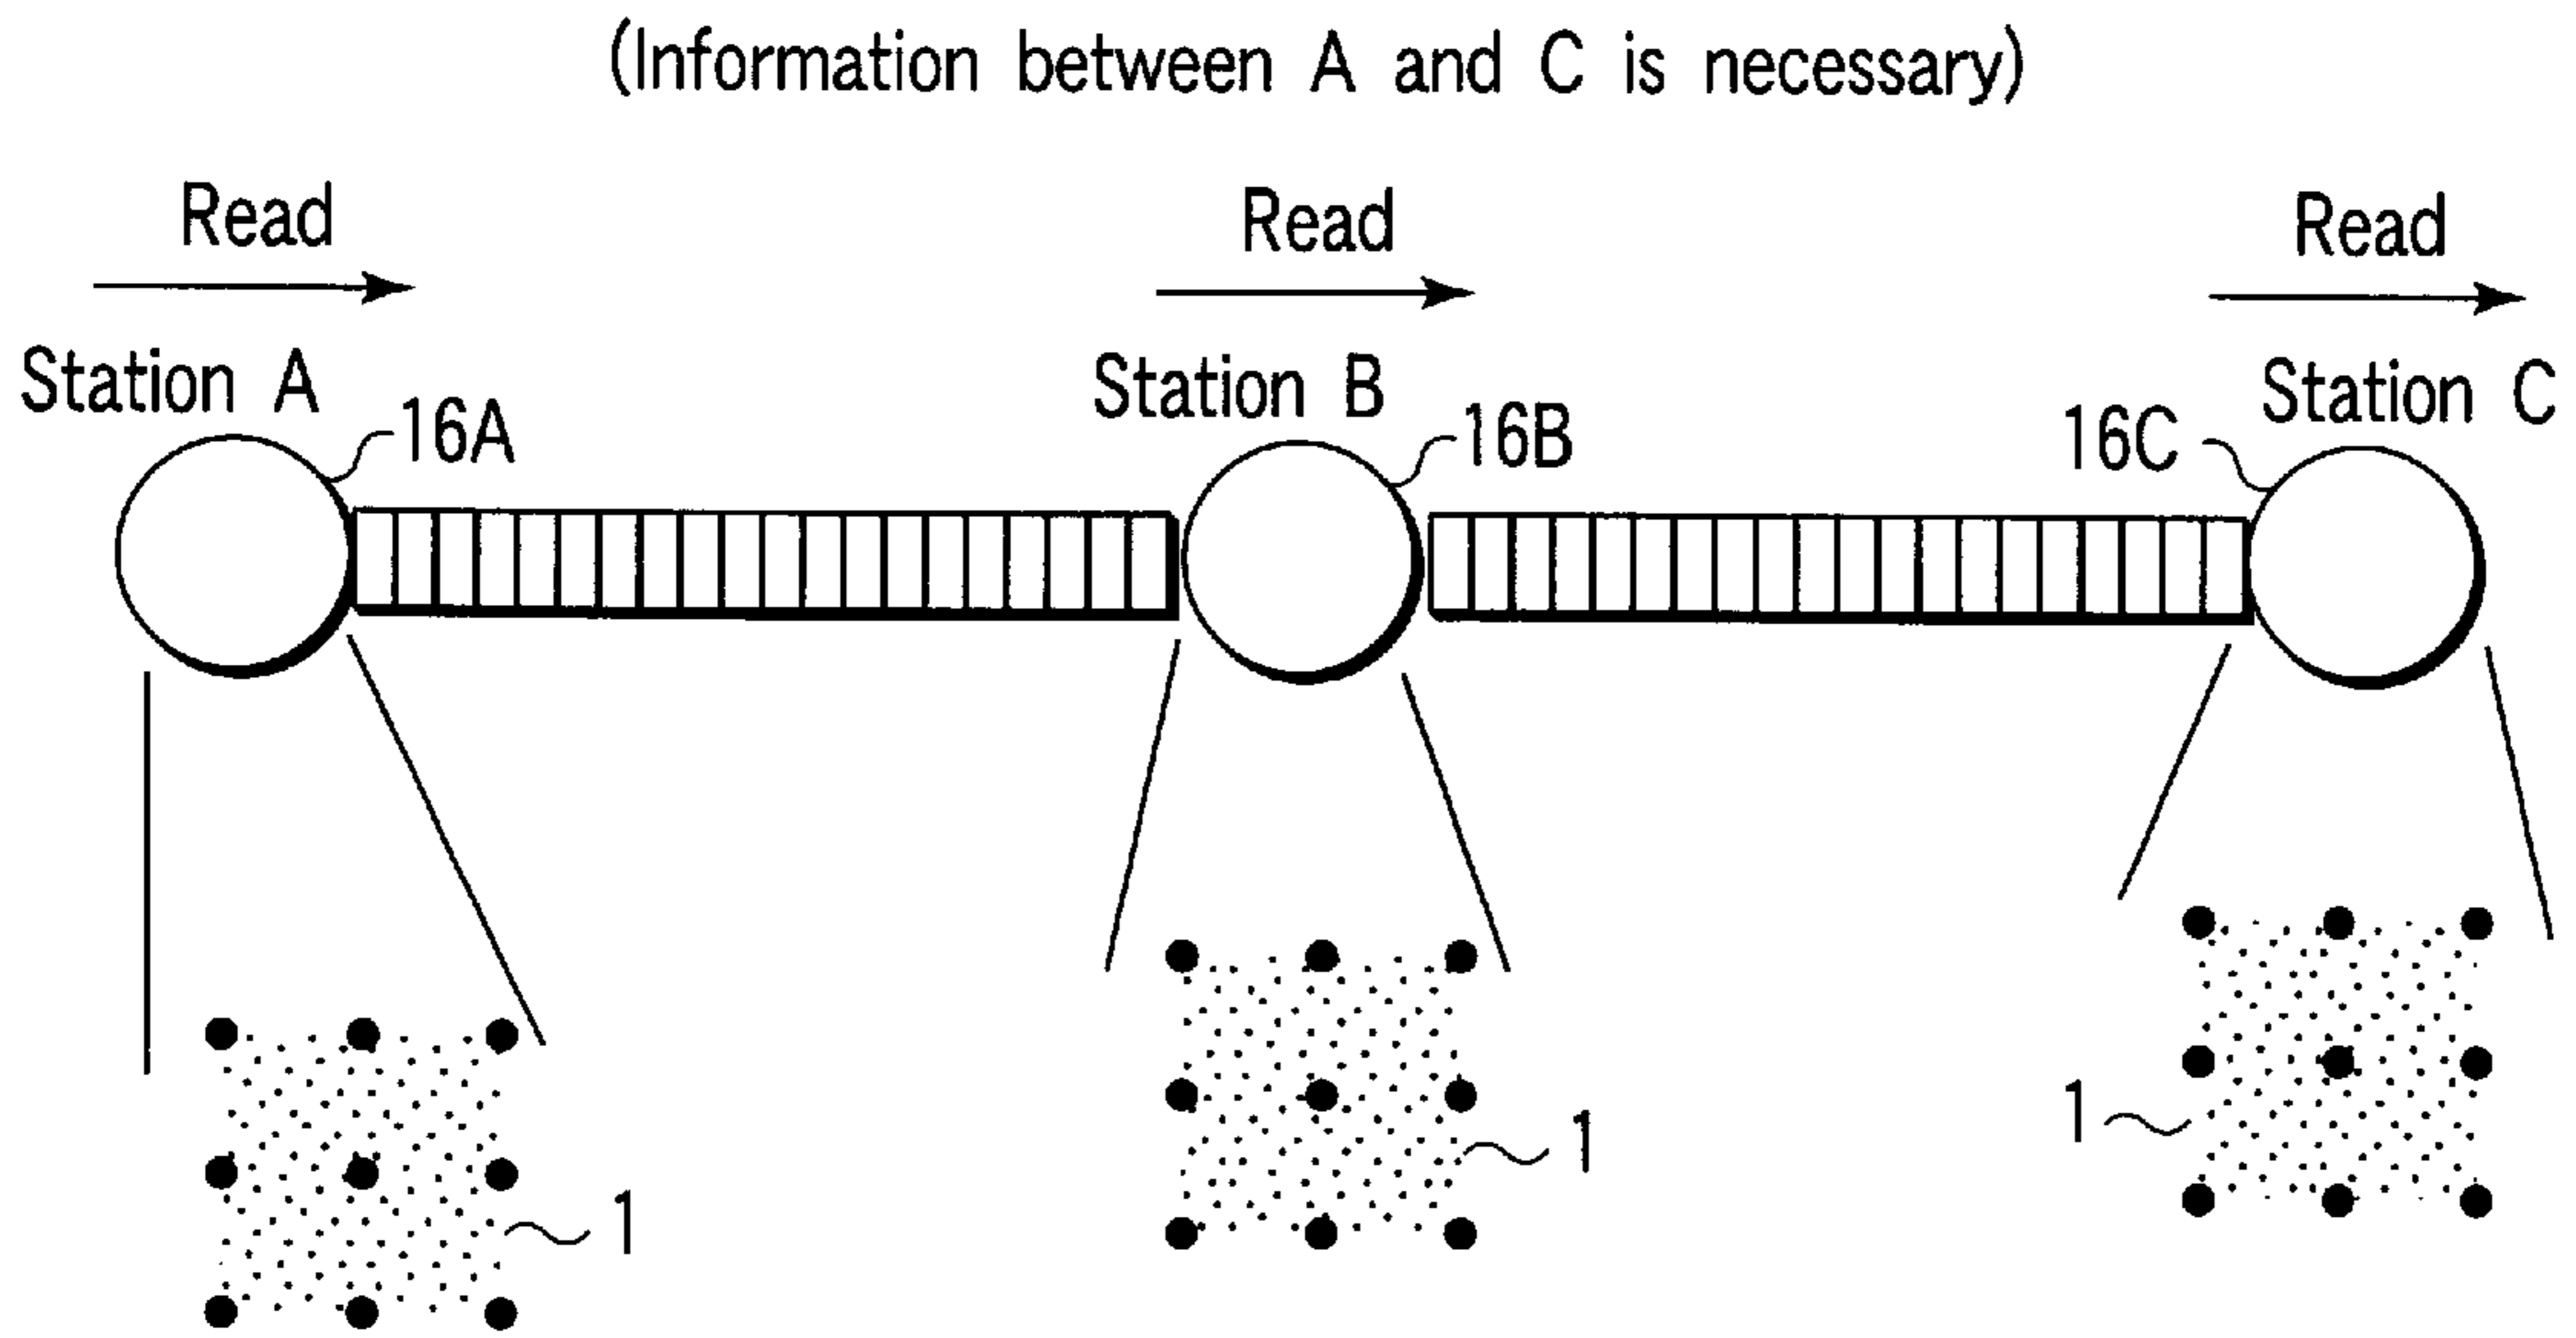 (Information between A and C is necessary)
Read
Read
Read
Station A
Station B
Station C
16A
16B
16C
1
1
1